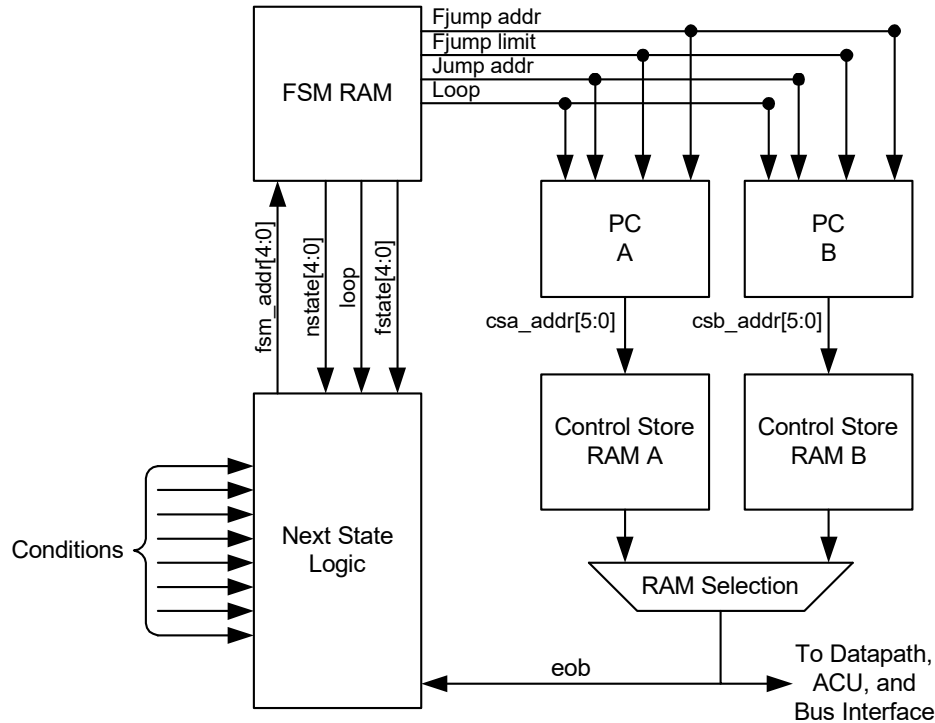 Fjump addr
Fjump limit
Jump addr
Loop
FSM RAM
PC
A
PC
B
fsm_addr[4:0]
nstate[4:0]
loop
fstate[4:0]
csa_addr[5:0]
csb_addr[5:0]
Control Store
RAM A
Control Store
RAM B
Conditions
Next State
Logic
RAM Selection
eob
To Datapath,
ACU, and
Bus Interface